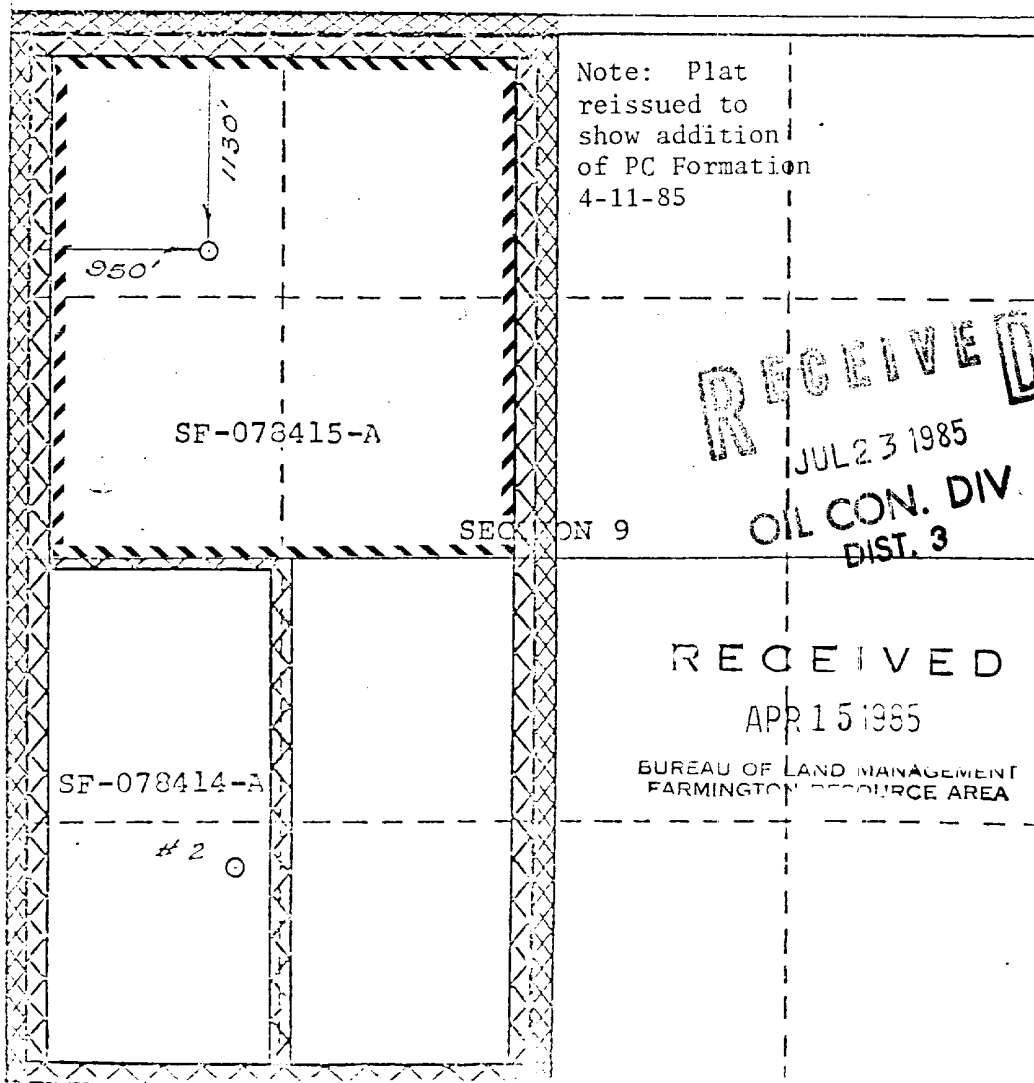 Note: Plat
reissued to
show addition
of PC Formation
4-11-85
1130'
950'
SF-078415-A
RECEIVED
JUL 23 1985
OIL CON. DIV.
DIST. 3
SECTION 9
RECEIVED
APR 15 1985
BUREAU OF LAND MANAGEMENT
FARMINGTON RESOURCE AREA
SF-078414-A
#2